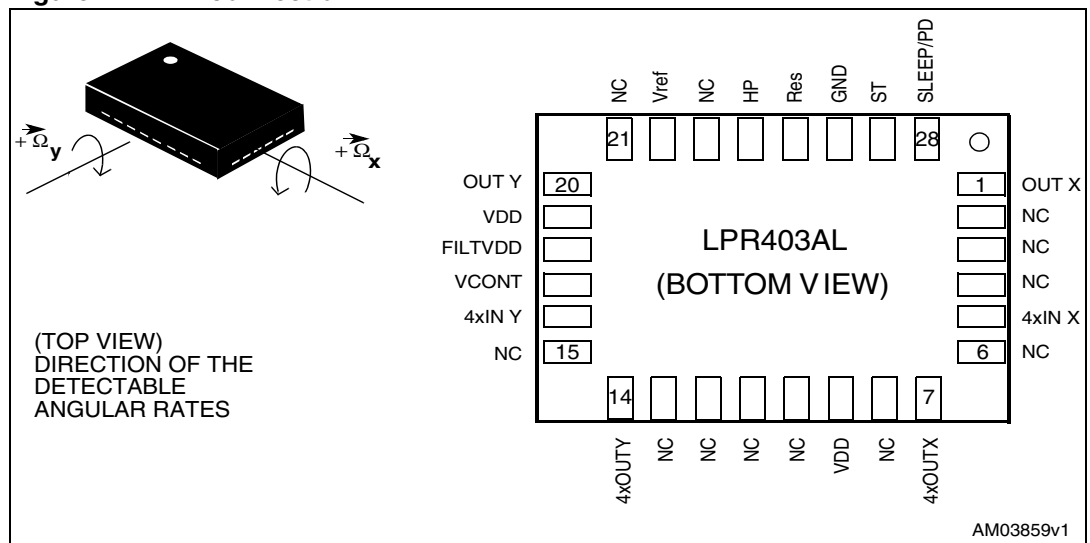 + Ω y
+ Ω x
(TOP VIEW)
DIRECTION OF THE
DETECTABLE
ANGULAR RATES
NC
Vref
NC
HP
Res
GND
ST
SLEEP/PD
21
28
OUT Y
20
1
OUT X
VDD
NC
FILTVDD
NC
VCONT
NC
4xIN Y
4xIN X
NC
15
6
NC
LPR403AL
(BOTTOM VIEW)
14
7
4xOUTY
NC
NC
NC
NC
VDD
NC
4xOUTX
AM03859v1